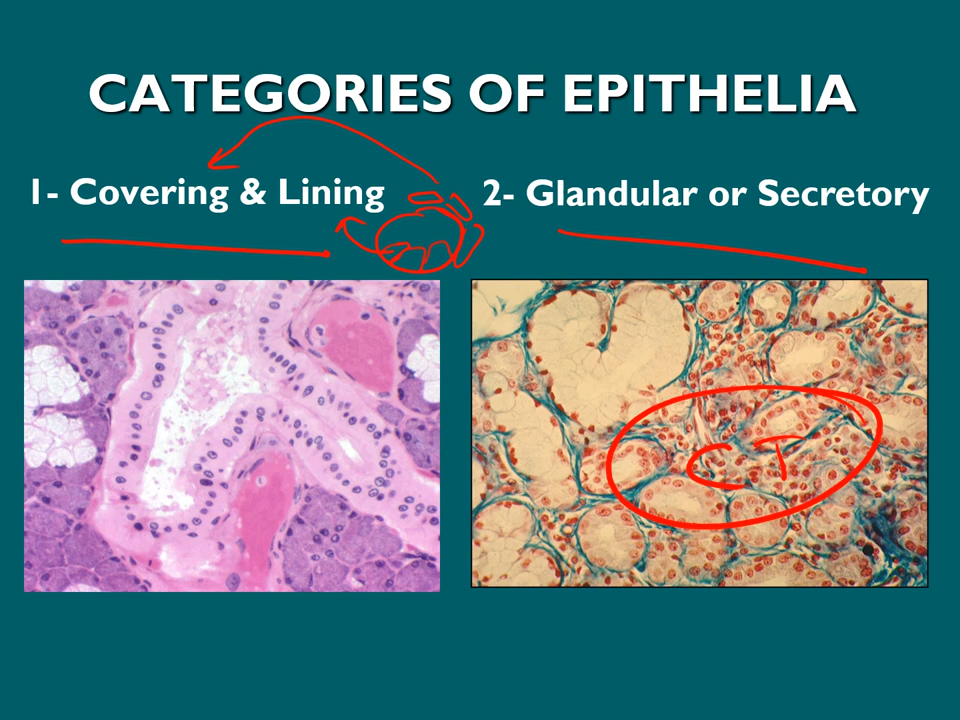 CATEGORIES OF EPITHELIA
1- Covering & Lining
2- Glandular or Secretory
CT